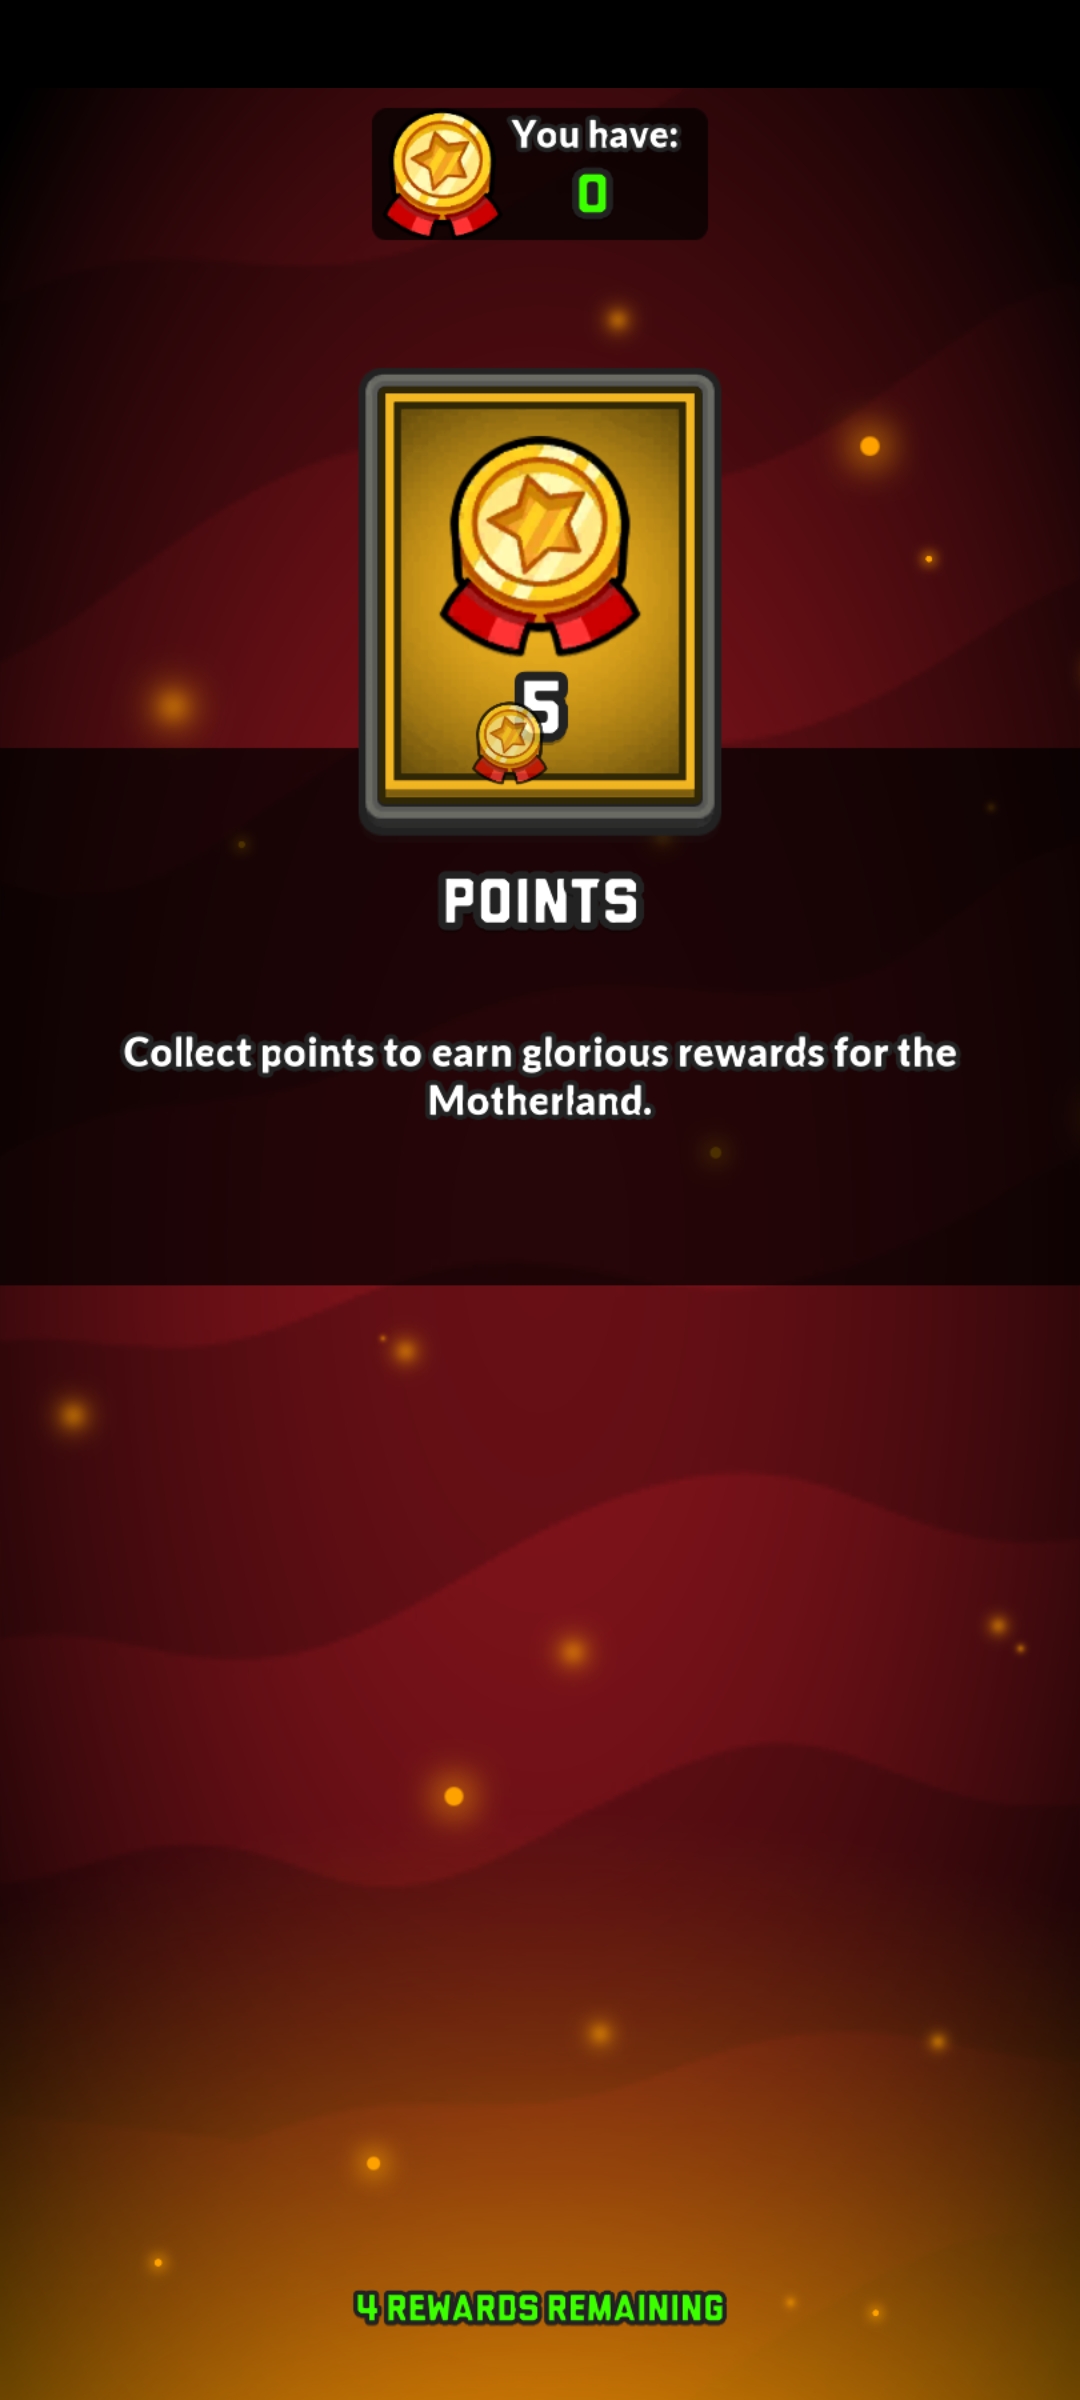 You have:
0
5
POINTS
Collect points to earn glorious rewards for the
Motherland.
4 REWARDS REMAINING